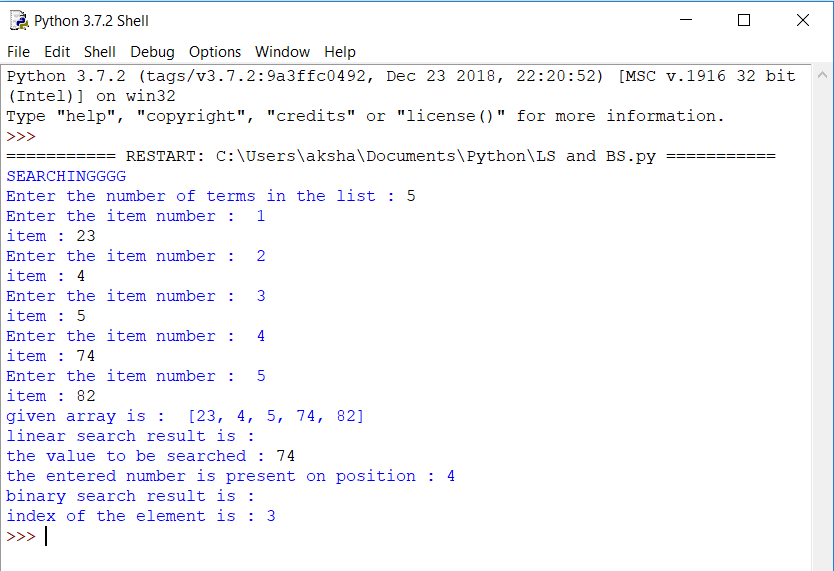 Python 3.7.2 Shell
File Edit Shell Debug Options Window Help
Python 3.7.2 (tags/v3.7.2:9a3ffc0492, Dec 23 2018, 22:20:52) [MSC v.1916 32 bit
(Intel)] on win32
Type "help", "copyright", "credits" or "license()" for more information.
>>>
=========== RESTART: C:\Users\aksha\Documents\Python\LS and BS.py ===========
SEARCHINGGGG
Enter the number of terms in the list : 5
Enter the item number :  1
item : 23
Enter the item number :  2
item : 4
Enter the item number :  3
item : 5
Enter the item number :  4
item : 74
Enter the item number :  5
item : 82
given array is :  [23, 4, 5, 74, 82]
linear search result is :
the value to be searched : 74
the entered number is present on position : 4
binary search result is :
index of the element is : 3
>>>